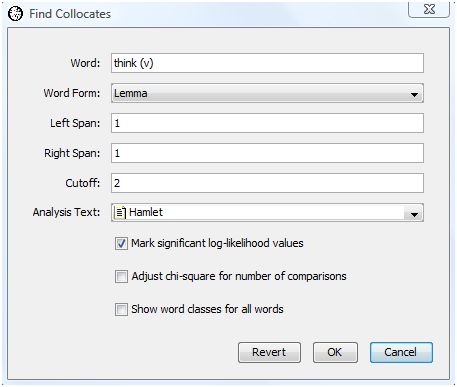 Find Collocates
Word: think (v)
Word Form: Lemma
Left Span: 1
Right Span: 1
Cutoff: 2
Analysis Text: Hamlet
Mark significant log-likelihood values
Adjust chi-square for number of comparisons
Show word classes for all words
Revert OK Cancel